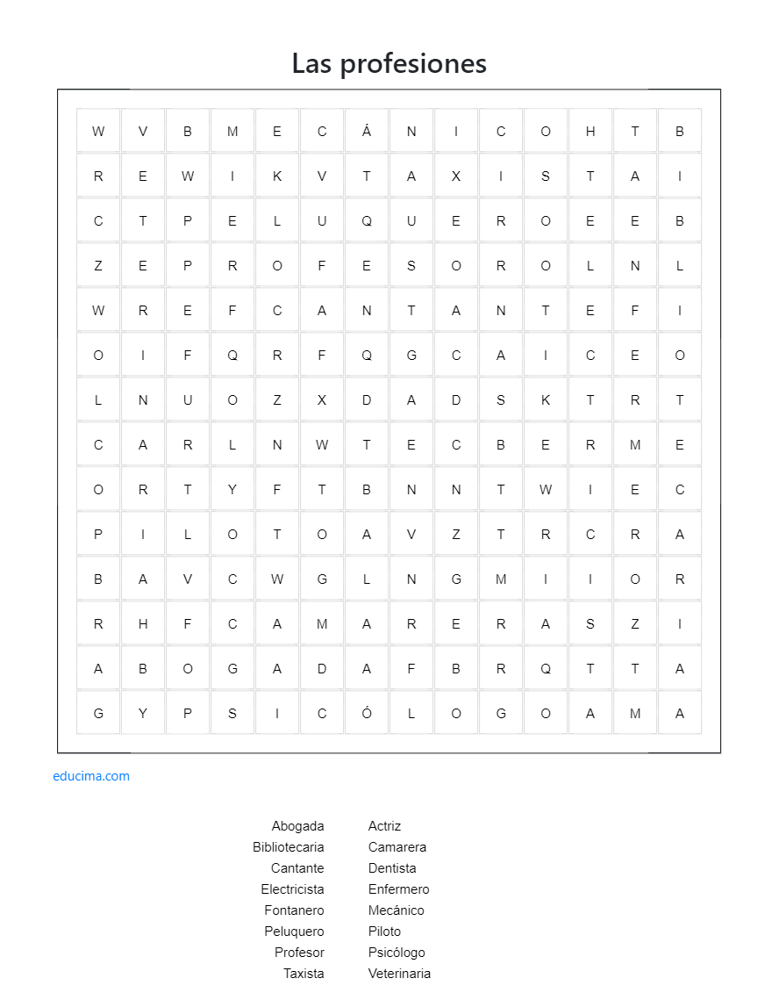 Las profesiones
W V B M E C Á N I C O H T B
R E W I K V T A X I S T A I
C T P E L U Q U E R O E E B
Z E P R O F E S O R O L N L
W R E F C A N T A N T E F I
O I F Q R F Q G C A I C E O
L N U O Z X D A D S K T R T
C A R L N W T E C B E R M E
O R T Y F T B N N T W I E C
P I L O T O A V Z T R C R A
B A V C W G L N G M I I O R
R H F C A M A R E R A S Z I
A B O G A D A F B R Q T T A
G Y P S I C Ó L O G O A M A
educima.com
Abogada Actriz
Bibliotecaria Camarera
Cantante Dentista
Electricista Enfermero
Fontanero Mecánico
Peluquero Piloto
Profesor Psicólogo
Taxista Veterinaria